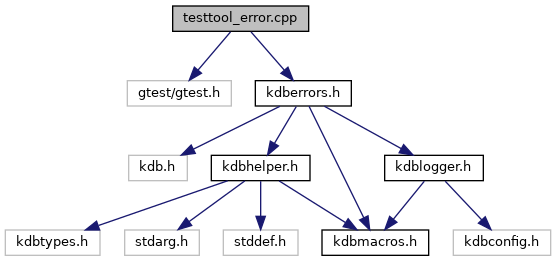 testtool_error.cpp
gtest/gtest.h
kdberrors.h
kdb.h
kdbhelper.h
kdblogger.h
kdbtypes.h
stdarg.h
stddef.h
kdbmacros.h
kdbconfig.h